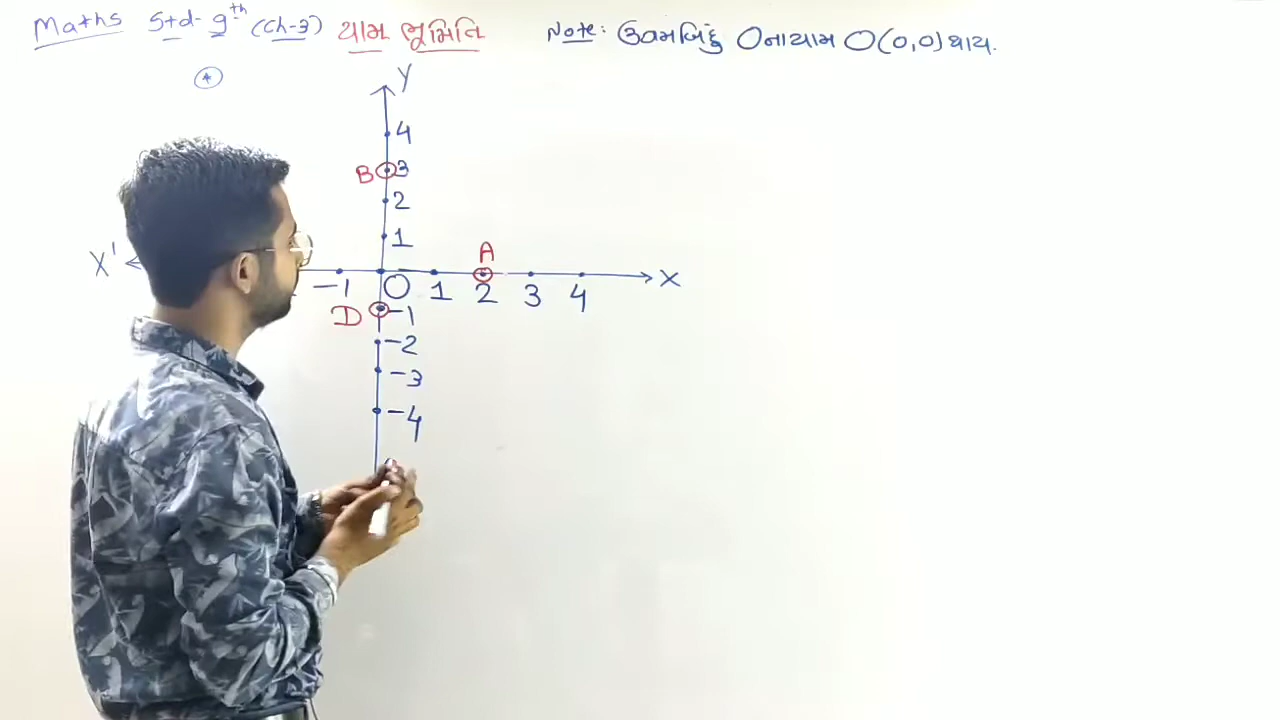 Maths Std- 9th (Ch-3) યામ ભૂમિતિ Note: ઉગમબિંદુ O ના યામ O(0,0) થાય.
*
Y
4
B 3
2
1
A
X' -1 O 1 2 3 4 X
D -1
-2
-3
-4